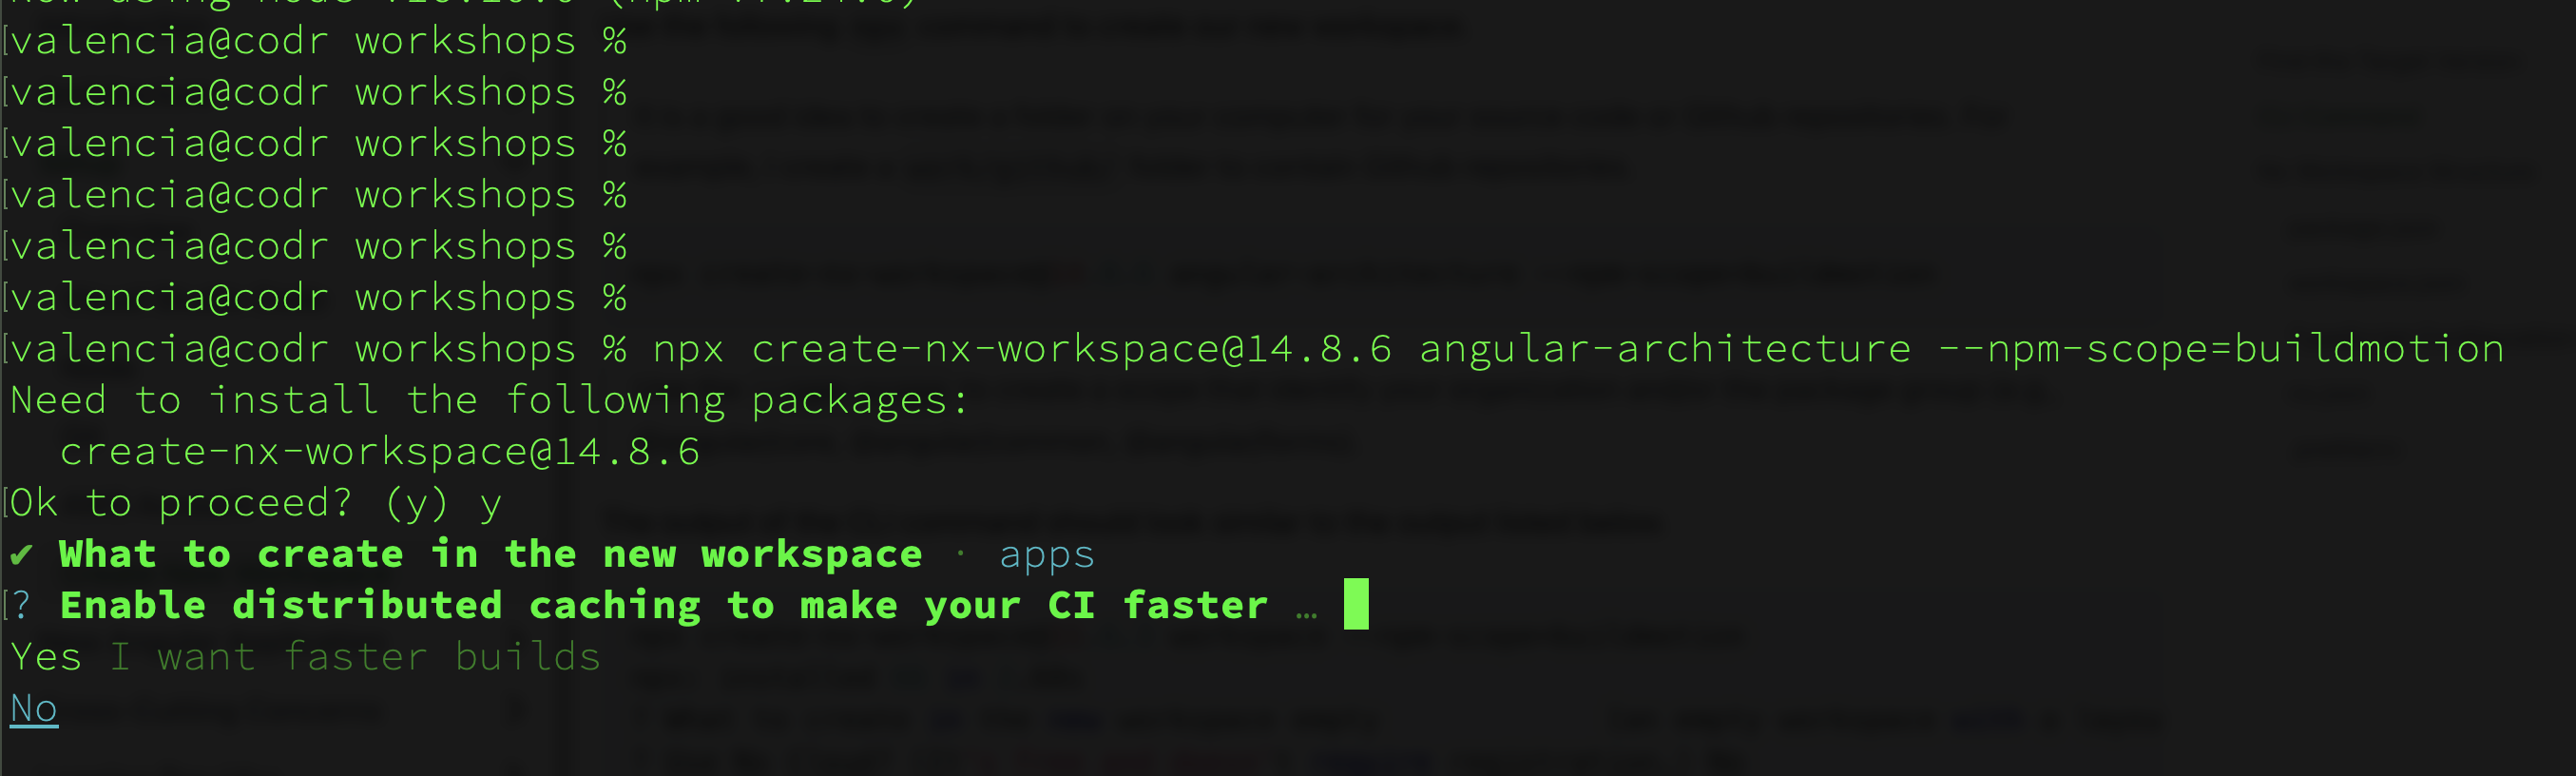 valencia@codr workshops %
valencia@codr workshops %
valencia@codr workshops %
valencia@codr workshops %
valencia@codr workshops %
valencia@codr workshops %
valencia@codr workshops % npx create-nx-workspace@14.8.6 angular-architecture --npm-scope=buildmotion
Need to install the following packages:
  create-nx-workspace@14.8.6
Ok to proceed? (y) y
✔ What to create in the new workspace · apps
? Enable distributed caching to make your CI faster …
Yes I want faster builds
No